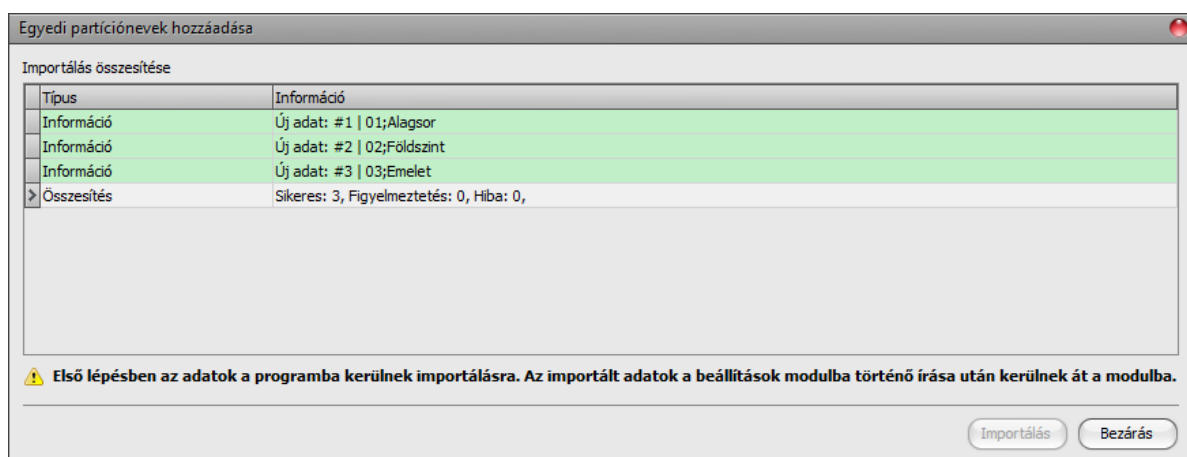 Egyedi partíciónevek hozzáadása
Importálás összesítése
Típus Információ
Információ Új adat: #1 | 01;Alagsor
Információ Új adat: #2 | 02;Földszint
Információ Új adat: #3 | 03;Emelet
Összesítés Sikeres: 3, Figyelmeztetés: 0, Hiba: 0,
Első lépésben az adatok a programba kerülnek importálásra. Az importált adatok a beállítások modulba történő írása után kerülnek át a modulba.
Importálás Bezárás